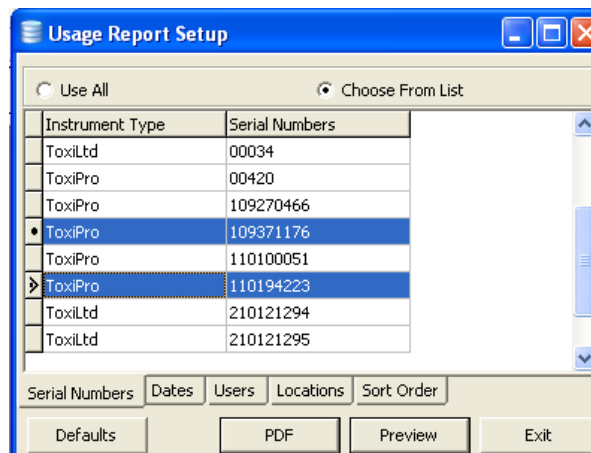 Usage Report Setup
Use All Choose From List
Instrument Type Serial Numbers
ToxiLtd 00034
ToxiPro 00420
ToxiPro 109270466
ToxiPro 109371176
ToxiPro 110100051
ToxiPro 110194223
ToxiLtd 210121294
ToxiLtd 210121295
Serial Numbers Dates Users Locations Sort Order
Defaults PDF Preview Exit